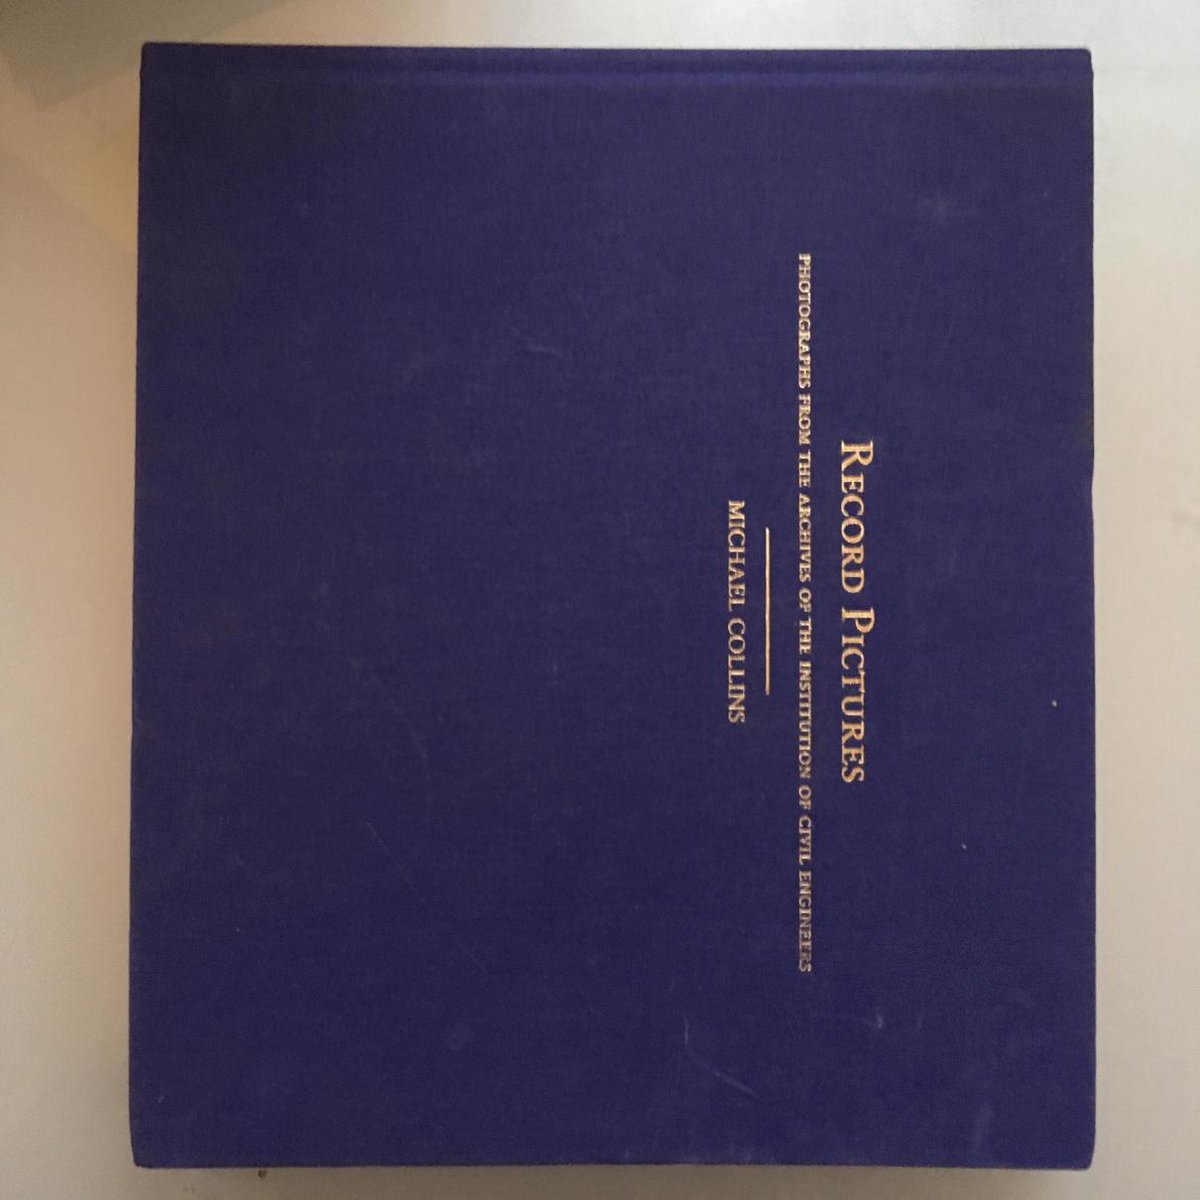 RECORD PICTURES
PHOTOGRAPHS FROM THE ARCHIVES OF THE INSTITUTION OF CIVIL ENGINEERS
MICHAEL COLLINS